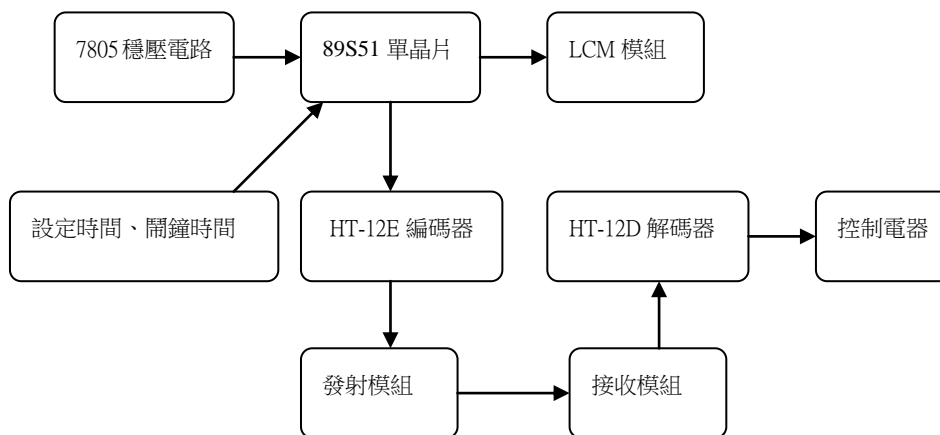 7805 穩壓電路
89S51 單晶片
LCM 模組
設定時間、鬧鐘時間
HT-12E 編碼器
HT-12D 解碼器
控制電器
發射模組
接收模組